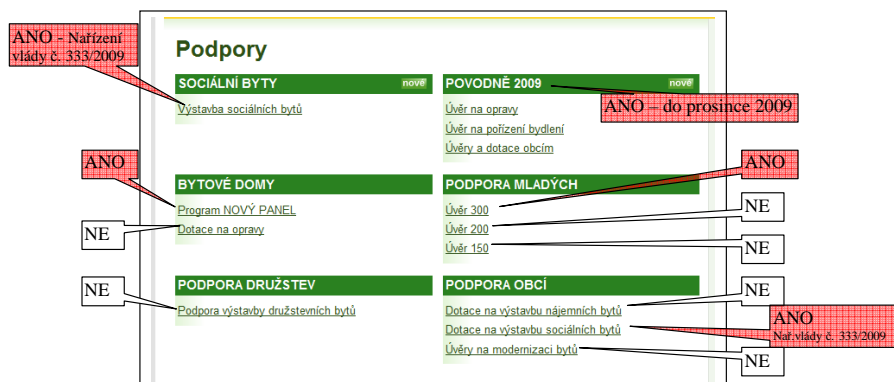 Podpory
ANO - Nařízení
vlády č. 333/2009
SOCIÁLNÍ BYTY nové
Výstavba sociálních bytů
POVODNĚ 2009 nové
ANO – do prosince 2009
Úvěr na opravy
Úvěr na pořízení bydlení
Úvěry a dotace obcím
ANO
BYTOVÉ DOMY
Program NOVÝ PANEL
Dotace na opravy
NE
PODPORA MLADÝCH
ANO
Úvěr 300
NE
Úvěr 200
NE
Úvěr 150
NE
PODPORA DRUŽSTEV
Podpora výstavby družstevních bytů
PODPORA OBCÍ
NE
Dotace na výstavbu nájemních bytů
Dotace na výstavbu sociálních bytů
ANO
Nař.vlády č. 333/2009
Úvěry na modernizaci bytů
NE